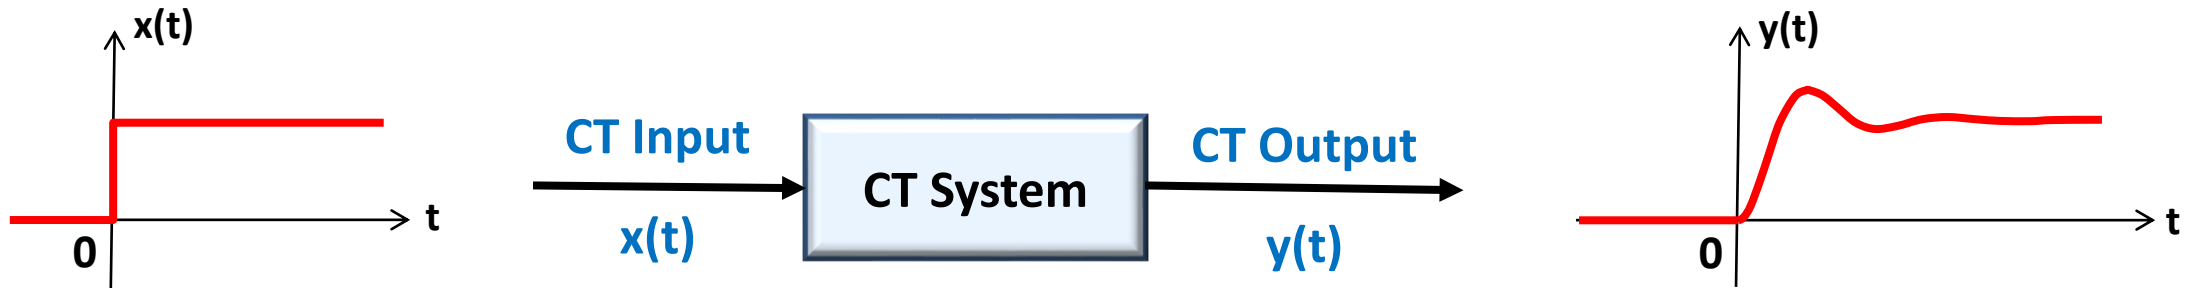 x(t)
t
0
CT Input
x(t)
CT System
CT Output
y(t)
y(t)
t
0